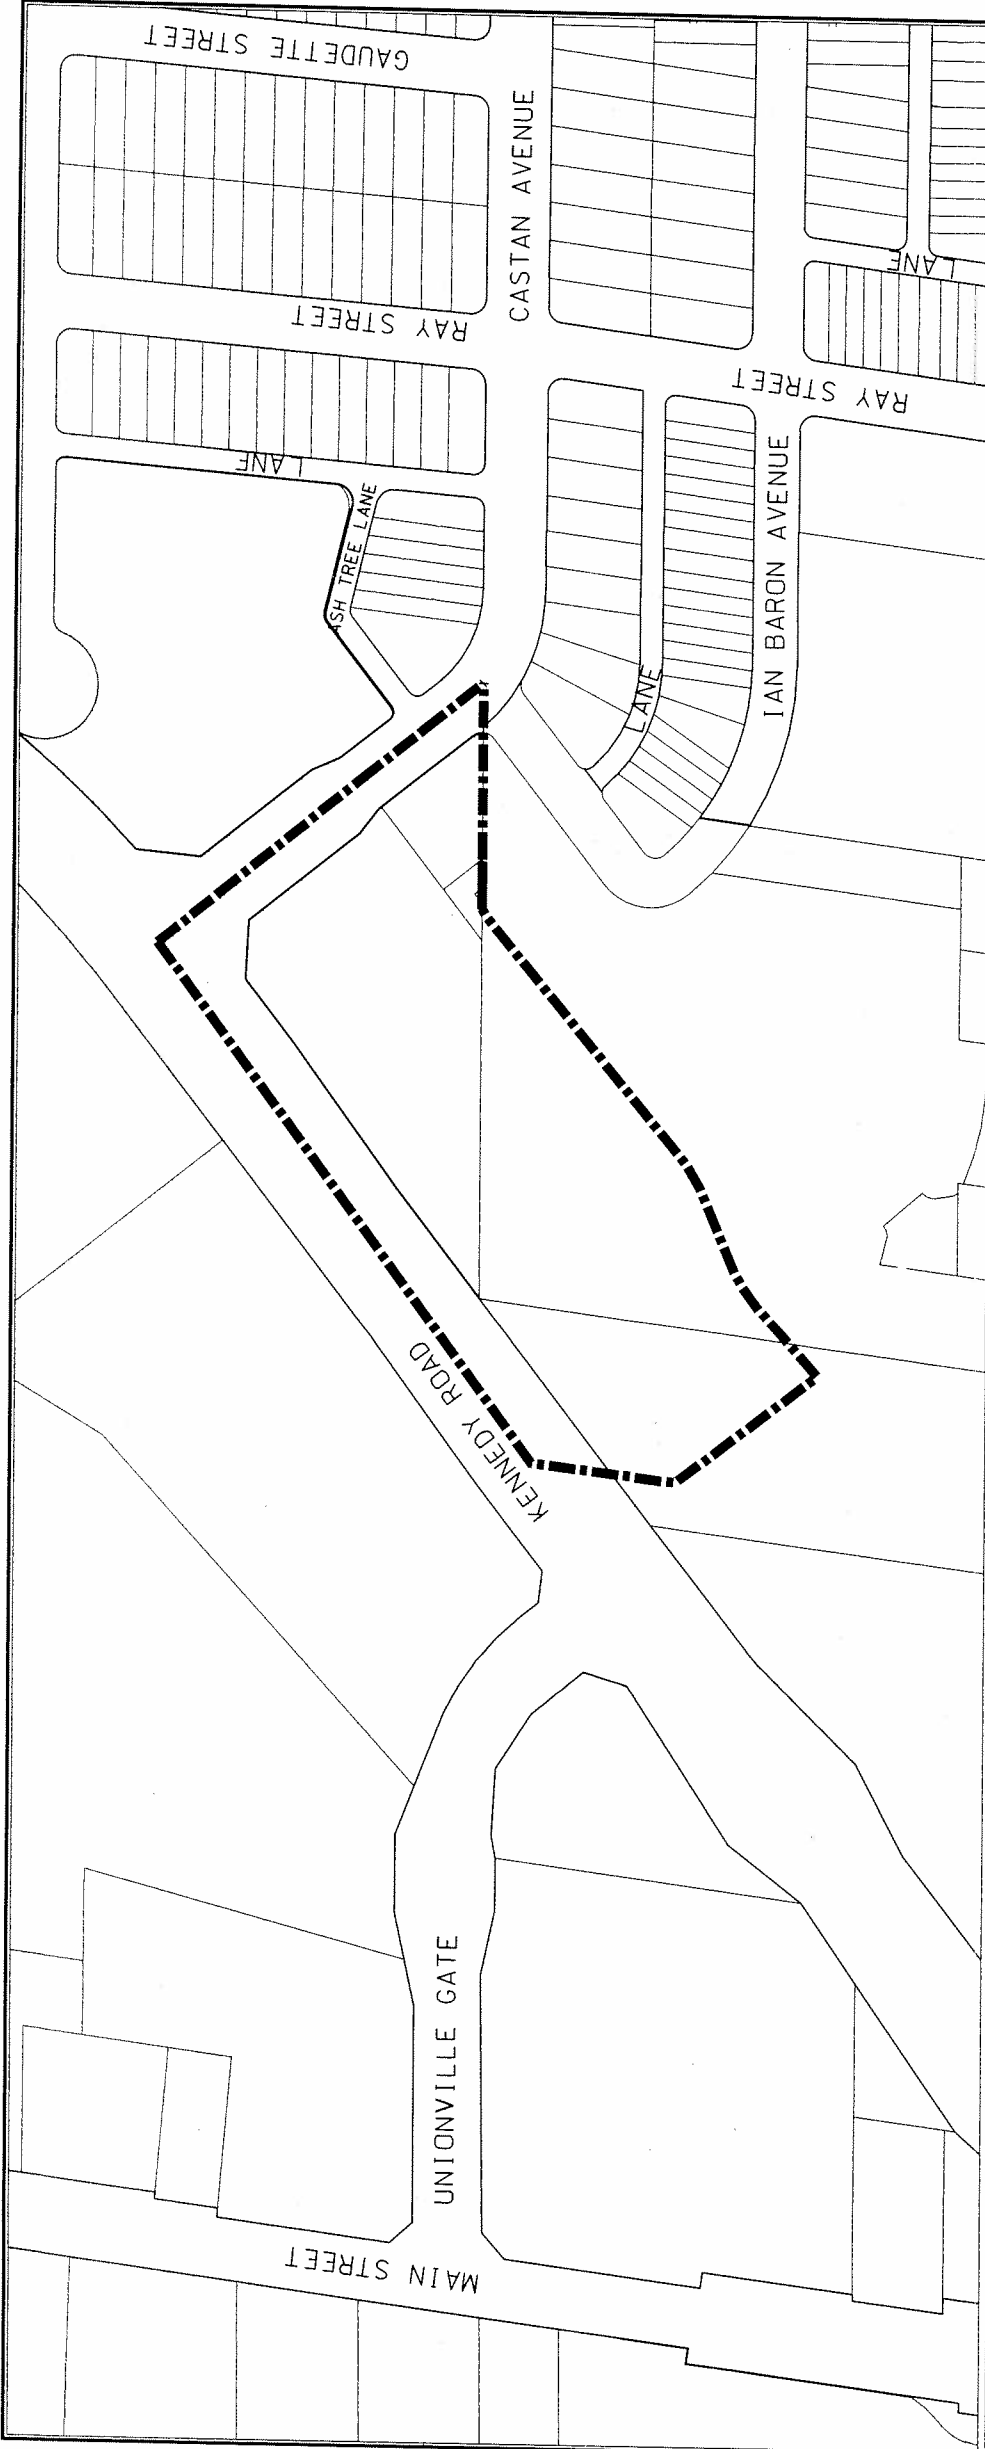 GAUDETTE STREET
CASTAN AVENUE
LANE
RAY STREET
RAY STREET
LANE
ASH TREE LANE
IAN BARON AVENUE
LANE
KENNEDY ROAD
UNIONVILLE GATE
MAIN STREET